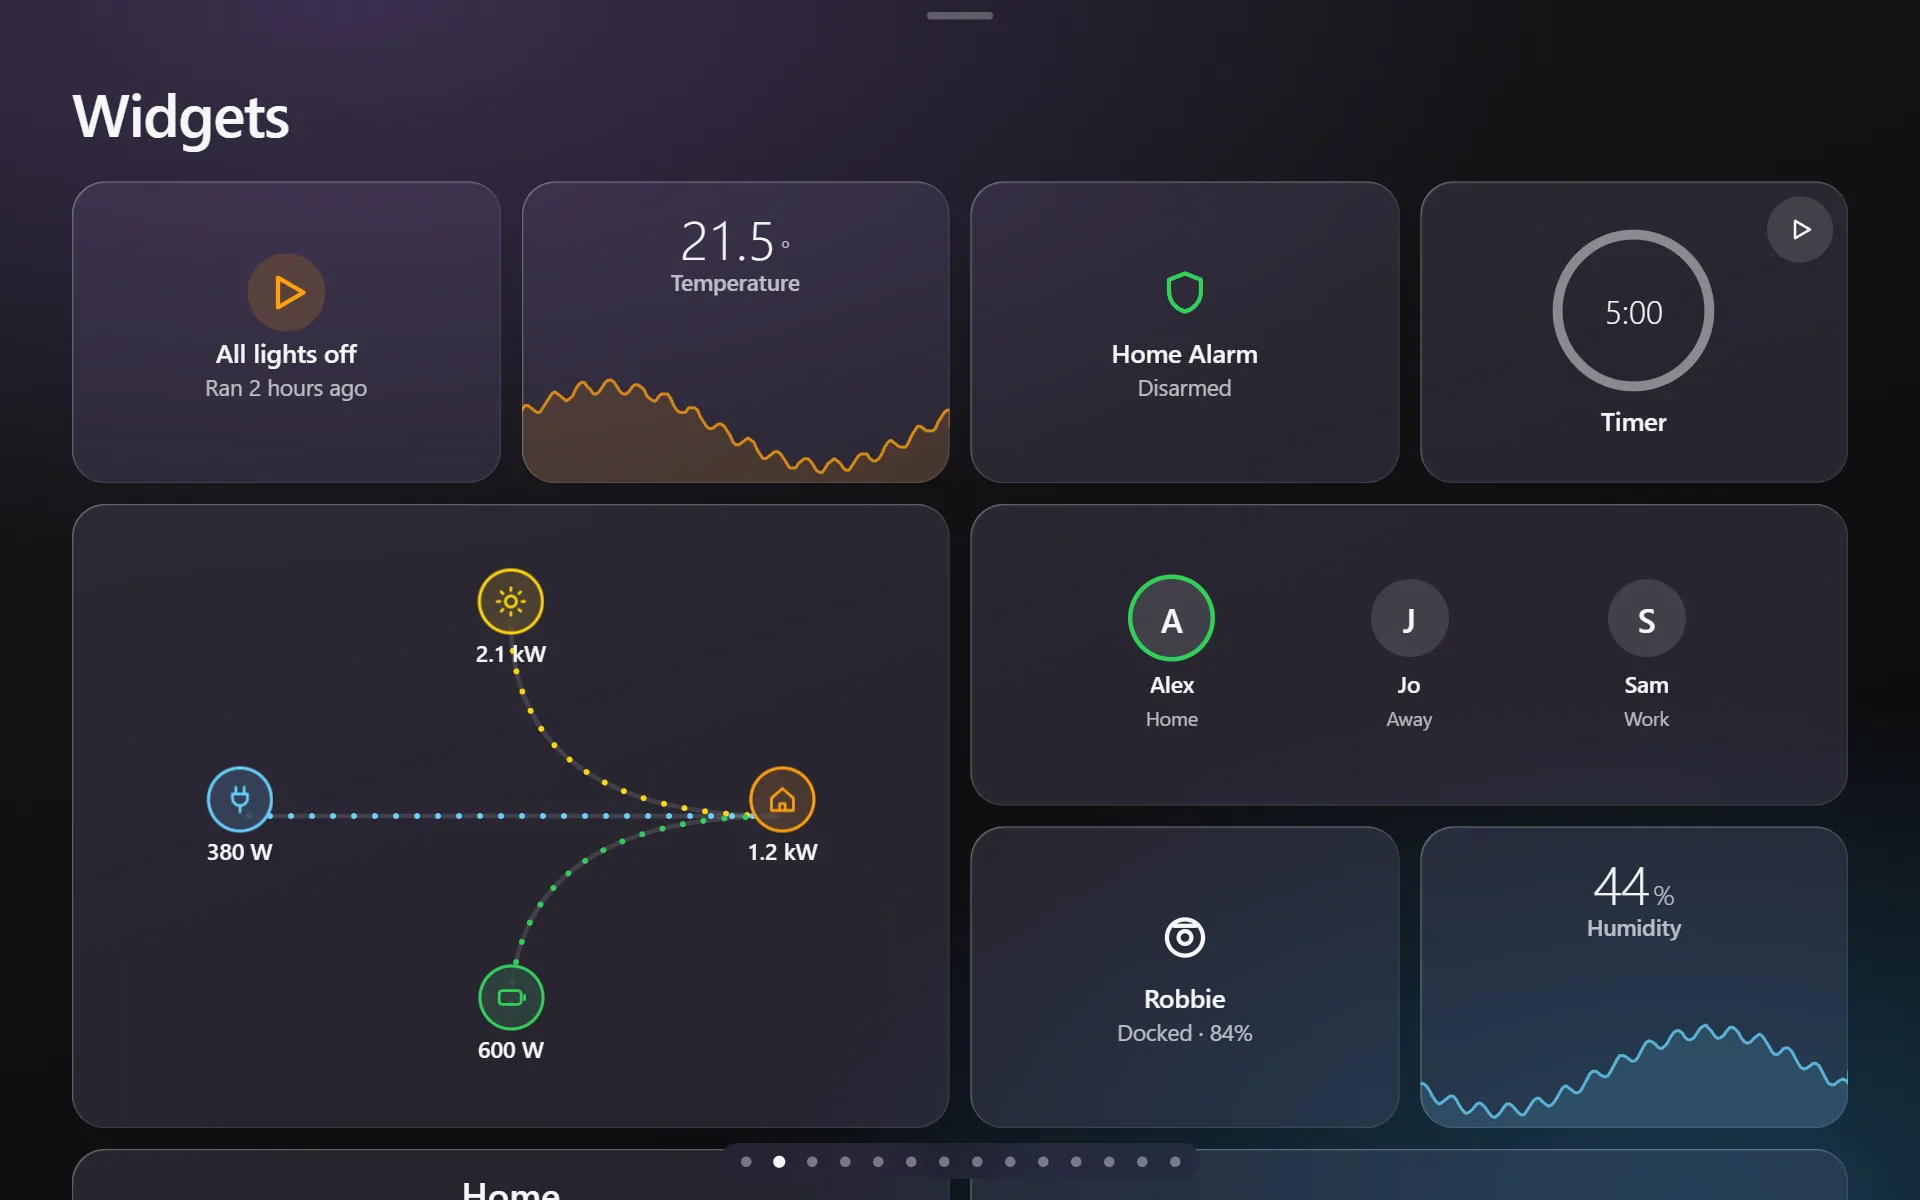 Widgets
All lights off
Ran 2 hours ago
21.5°
Temperature
Home Alarm
Disarmed
5:00
Timer
2.1 kW
380 W
1.2 kW
600 W
A
Alex
Home
J
Jo
Away
S
Sam
Work
Robbie
Docked · 84%
44%
Humidity
Home